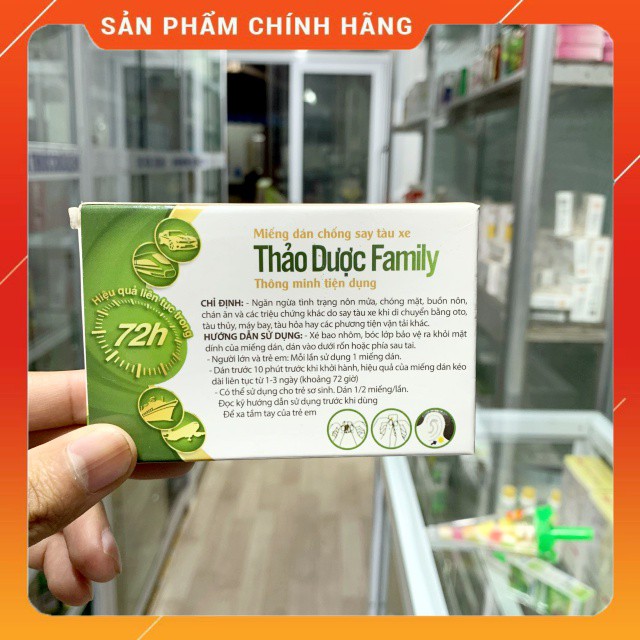 SẢN PHẨM CHÍNH HÃNG
Miếng dán chống say tàu xe
Thảo Dược Family
Thông minh tiện dụng
Hiệu quả liên tục trong
72h
CHỈ ĐỊNH: - Ngăn ngừa tình trạng nôn mửa, chóng mặt, buồn nôn,
chán ăn và các triệu chứng khác do say tàu xe khi di chuyển bằng oto,
tàu thủy, máy bay, tàu hỏa hay các phương tiện vận tải khác.
HƯỚNG DẪN SỬ DỤNG: - Xé bao nhôm, bóc lớp bảo vệ ra khỏi mặt
dính của miếng dán, dán vào dưới rốn hoặc phía sau tai.
- Người lớn và trẻ em: Mỗi lần sử dụng 1 miếng dán.
- Dán trước 10 phút trước khi khởi hành, hiệu quả của miếng dán kéo
dài liên tục từ 1-3 ngày (khoảng 72 giờ)
- Có thể sử dụng cho trẻ sơ sinh. Dán 1/2 miếng/lần.
Đọc kỹ hướng dẫn sử dụng trước khi dùng
Để xa tầm tay của trẻ em